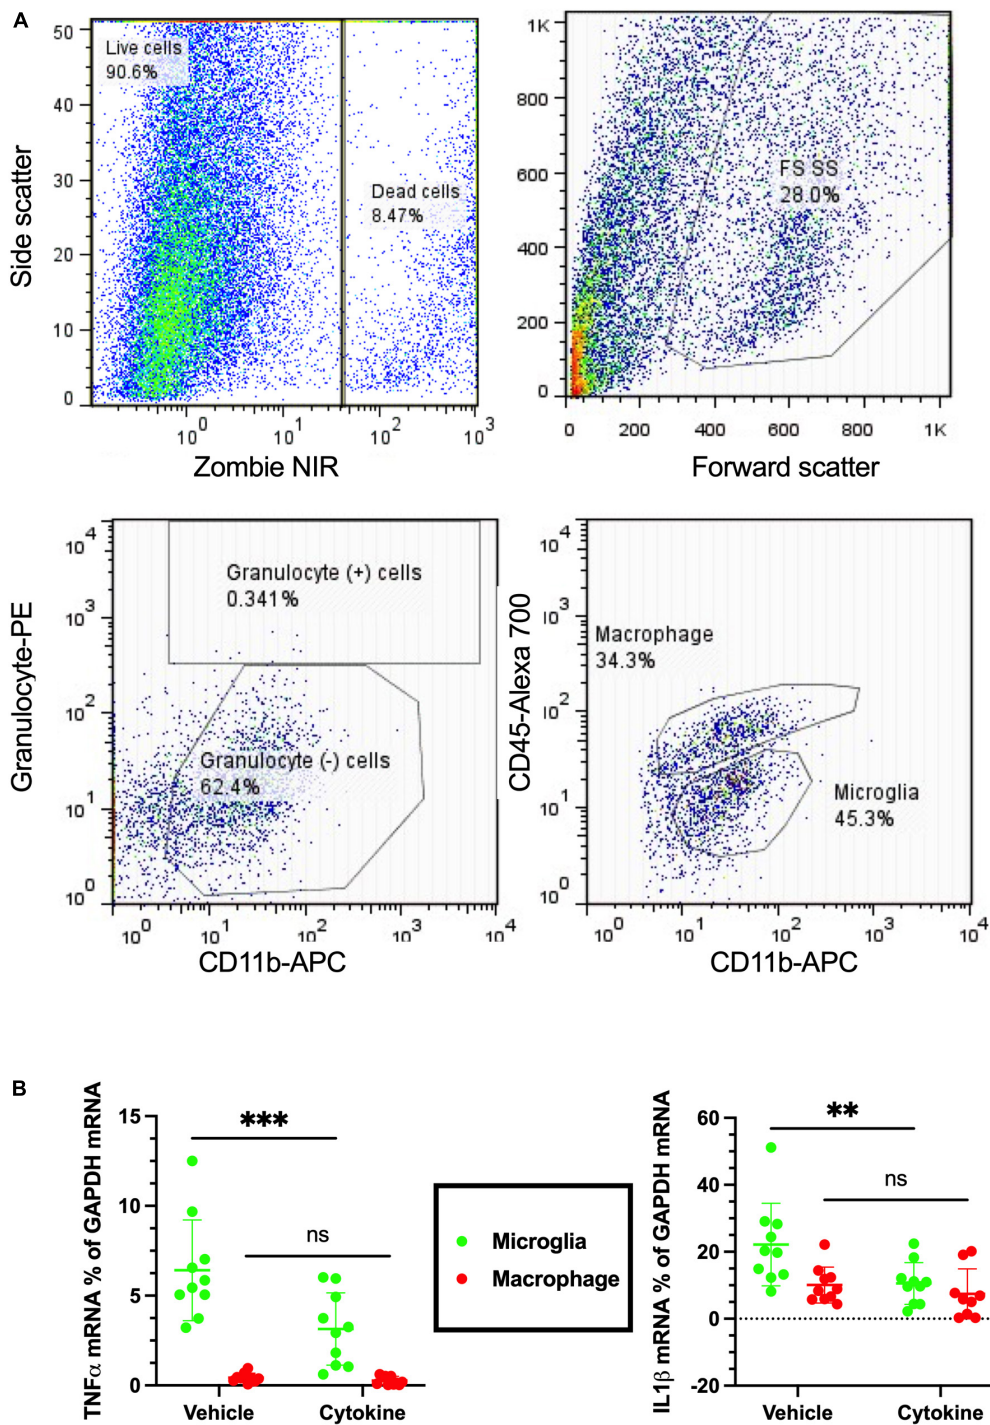 A
50
40
30
20
10
0
Live cells
90.6%
Dead cells
8.47%
Side scatter
10^0 10^1 10^2 10^3
Zombie NIR
1K
800
600
400
200
0
FS SS
28.0%
0 200 400 600 800 1K
Forward scatter
10^4
10^3
10^2
10^1
10^0
Granulocyte (+) cells
0.341%
Granulocyte (-) cells
62.4%
Granulocyte-PE
10^0 10^1 10^2 10^3 10^4
CD11b-APC
10^4
10^3
10^2
10^1
10^0
Macrophage
34.3%
Microglia
45.3%
CD45-Alexa 700
10^0 10^1 10^2 10^3 10^4
CD11b-APC
B
TNFα mRNA % of GAPDH mRNA
15
10
5
0
***
ns
Vehicle Cytokine
Microglia
Macrophage
IL1β mRNA % of GAPDH mRNA
60
40
20
0
-20
**
ns
Vehicle Cytokine